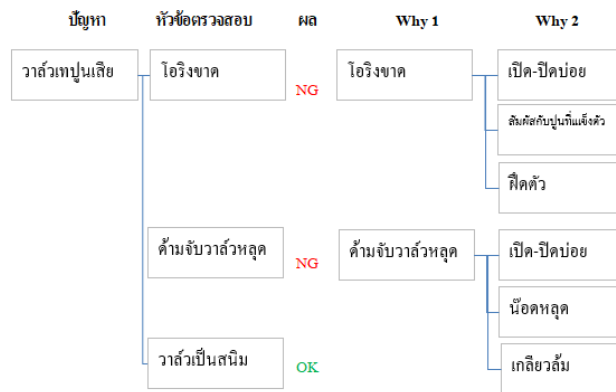 ปัญหา หัวข้อตรวจสอบ ผล Why 1 Why 2
วาล์วเทปูนเสีย โอริงขาด NG โอริงขาด เปิด-ปิดบ่อย
สัมผัสกับปูนที่แข็งตัว
ฝืดตัว
ด้ามจับวาล์วหลุด NG ด้ามจับวาล์วหลุด เปิด-ปิดบ่อย
น๊อตหลุด
วาล์วเป็นสนิม OK เกลียวล้ม